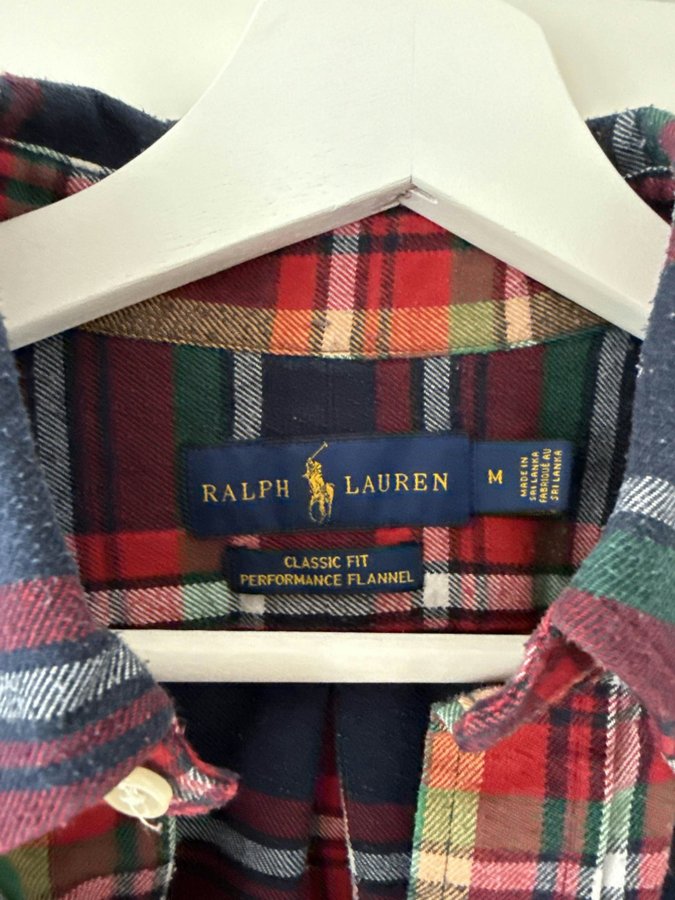 RALPH LAUREN
M
MADE IN
SRI LANKA
FABRIQUÉ AU
SRI LANKA
CLASSIC FIT
PERFORMANCE FLANNEL